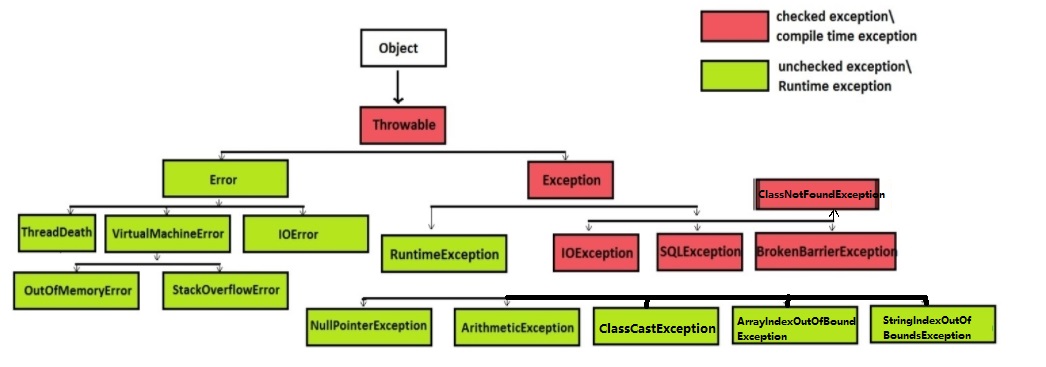 checked exception\
compile time exception
unchecked exception\
Runtime exception
Object
Throwable
Error
Exception
ClassNotFoundException
ThreadDeath
VirtualMachineError
IOError
RuntimeException
IOException
SQLException
BrokenBarrierException
OutOfMemoryError
StackOverflowError
NullPointerException
ArithmeticException
ClassCastException
ArrayIndexOutOfBound
Exception
StringIndexOutOf
BoundsException